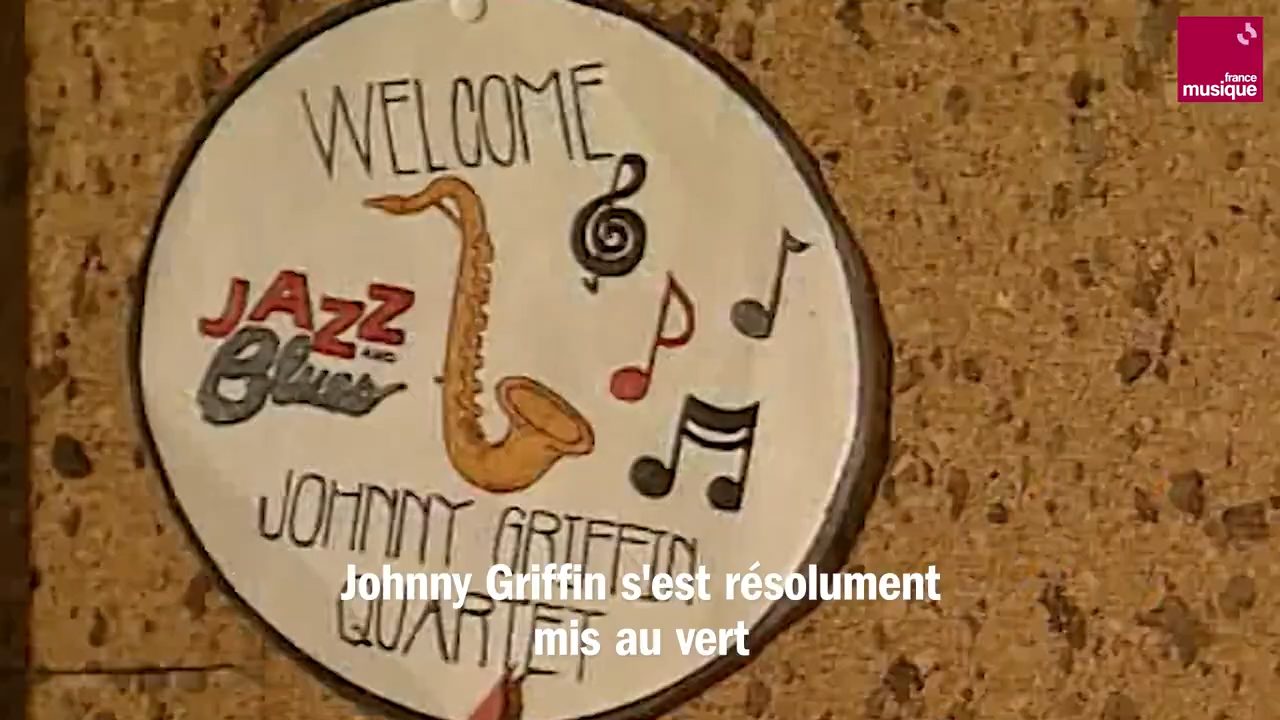 france
musique
WELCOME
JAZZ
AND
Blues
JOHNNY GRIFFIN
QUARTET
Johnny Griffin s'est résolument
mis au vert